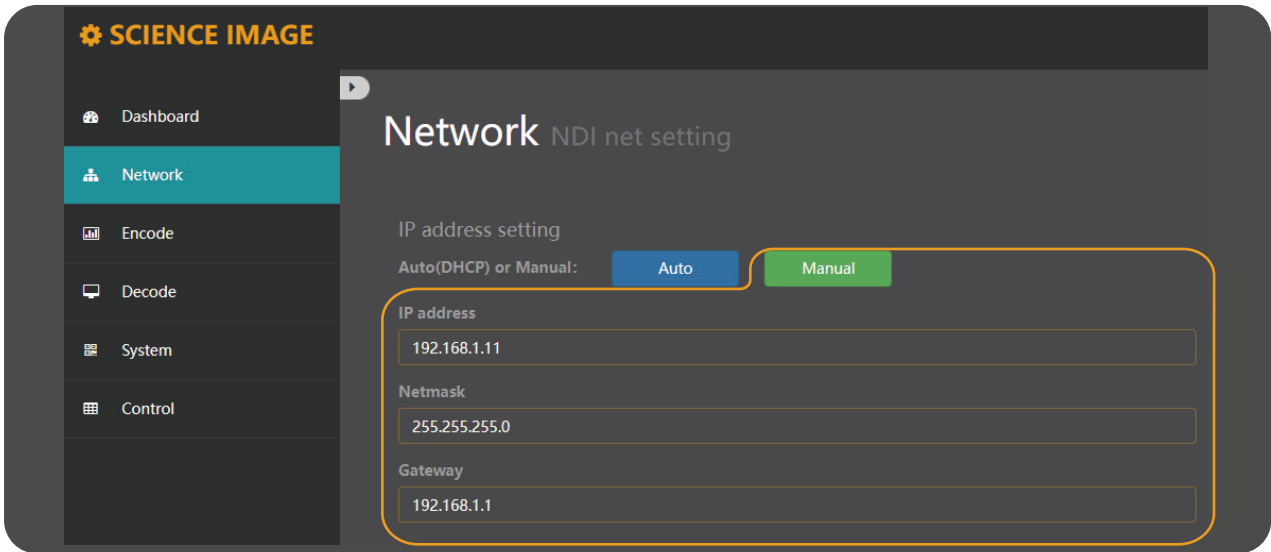 SCIENCE IMAGE
Dashboard
Network
Encode
Decode
System
Control
Network NDI net setting
IP address setting
Auto(DHCP) or Manual: Auto Manual
IP address
192.168.1.11
Netmask
255.255.255.0
Gateway
192.168.1.1